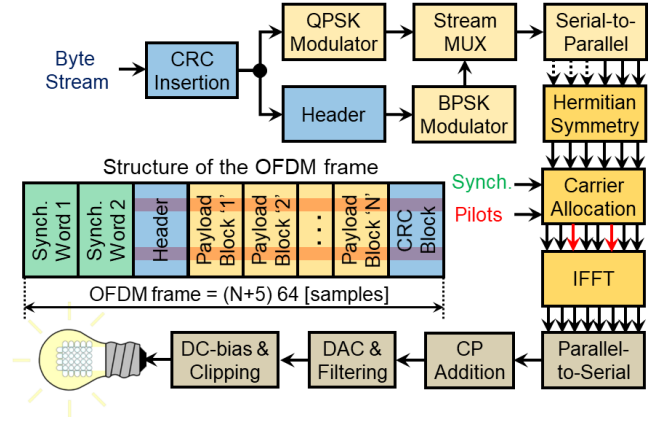 QPSK
Modulator
Stream
MUX
Serial-to-
Parallel
Byte
Stream
CRC
Insertion
Header
BPSK
Modulator
Hermitian
Symmetry
Structure of the OFDM frame
Synch.
Pilots
Carrier
Allocation
Synch.
Word 1
Synch.
Word 2
Header
Payload
Block '1'
Payload
Block '2'
...
Payload
Block 'N'
CRC
Block
OFDM frame = (N+5) 64 [samples]
IFFT
DC-bias &
Clipping
DAC &
Filtering
CP
Addition
Parallel-
to-Serial